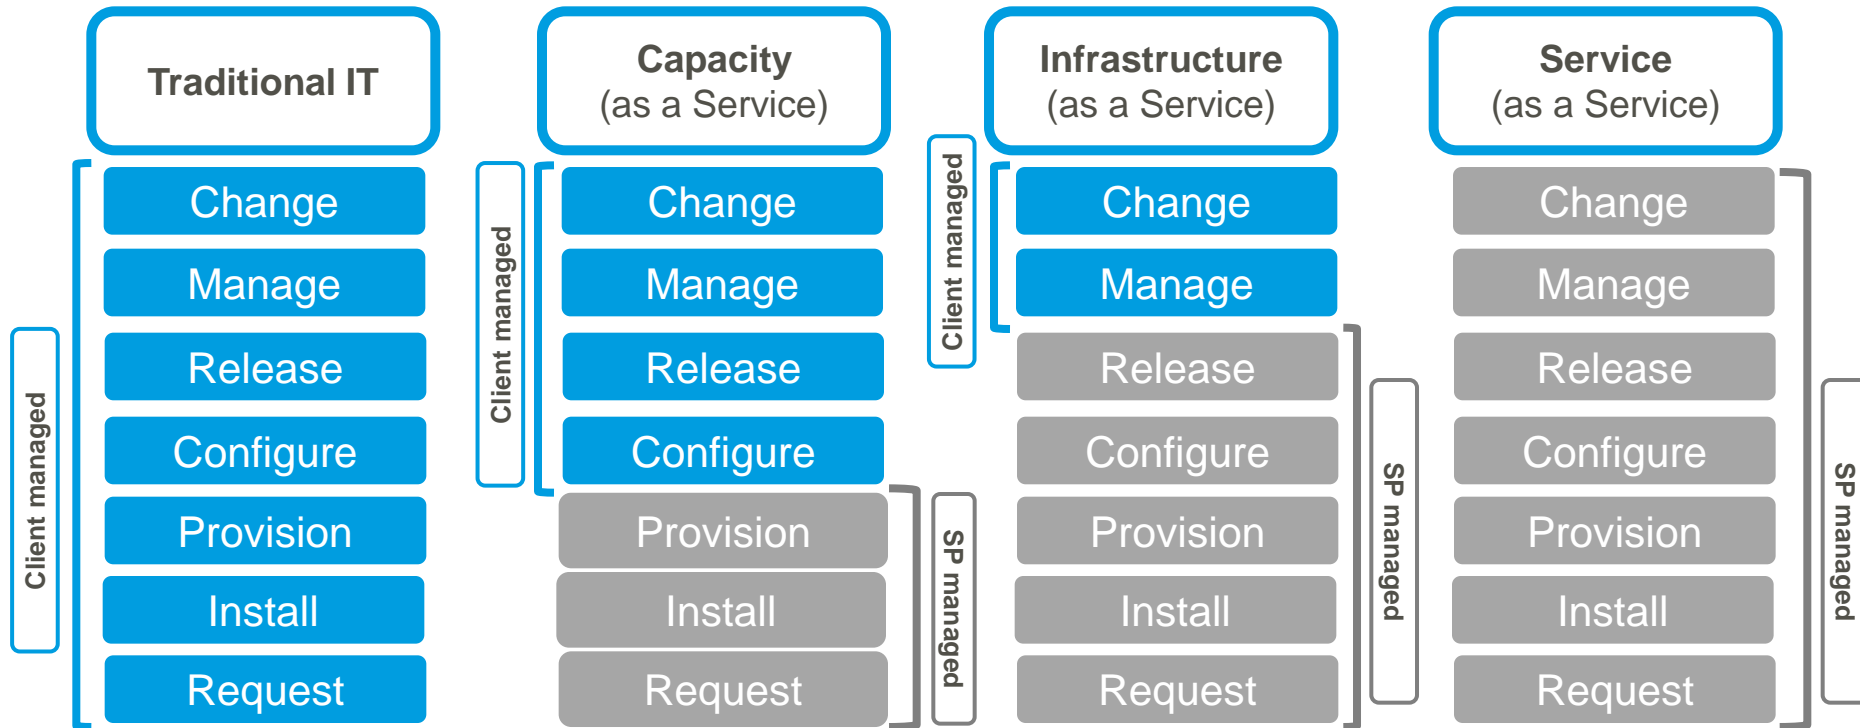 Traditional IT
Client managed
Change
Manage
Release
Configure
Provision
Install
Request
Capacity
(as a Service)
Client managed
Change
Manage
Release
Configure
Provision
Install
Request
SP managed
Infrastructure
(as a Service)
Client managed
Change
Manage
Release
Configure
Provision
Install
Request
SP managed
Service
(as a Service)
Change
Manage
Release
Configure
Provision
Install
Request
SP managed